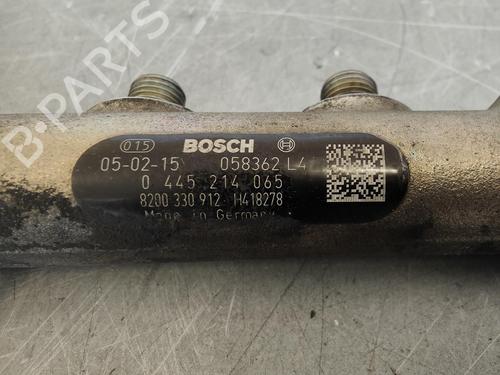 B-PARTS
015 BOSCH
05-02-15 058362 L4
0 445 214 065
8200 330 912 H418278
Made in Germany